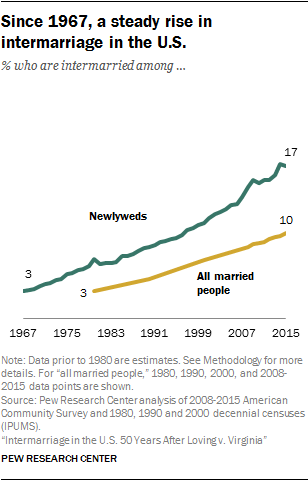 Since 1967, a steady rise in
intermarriage in the U.S.
% who are intermarried among ...
17
Newlyweds
10
3
3
All married
people
1967 1975 1983 1991 1999 2007 2015
Note: Data prior to 1980 are estimates. See Methodology for more
details. For “all married people,” 1980, 1990, 2000, and 2008-
2015 data points are shown.
Source: Pew Research Center analysis of 2008-2015 American
Community Survey and 1980, 1990 and 2000 decennial censuses
(IPUMS).
“Intermarriage in the U.S. 50 Years After Loving v. Virginia”
PEW RESEARCH CENTER